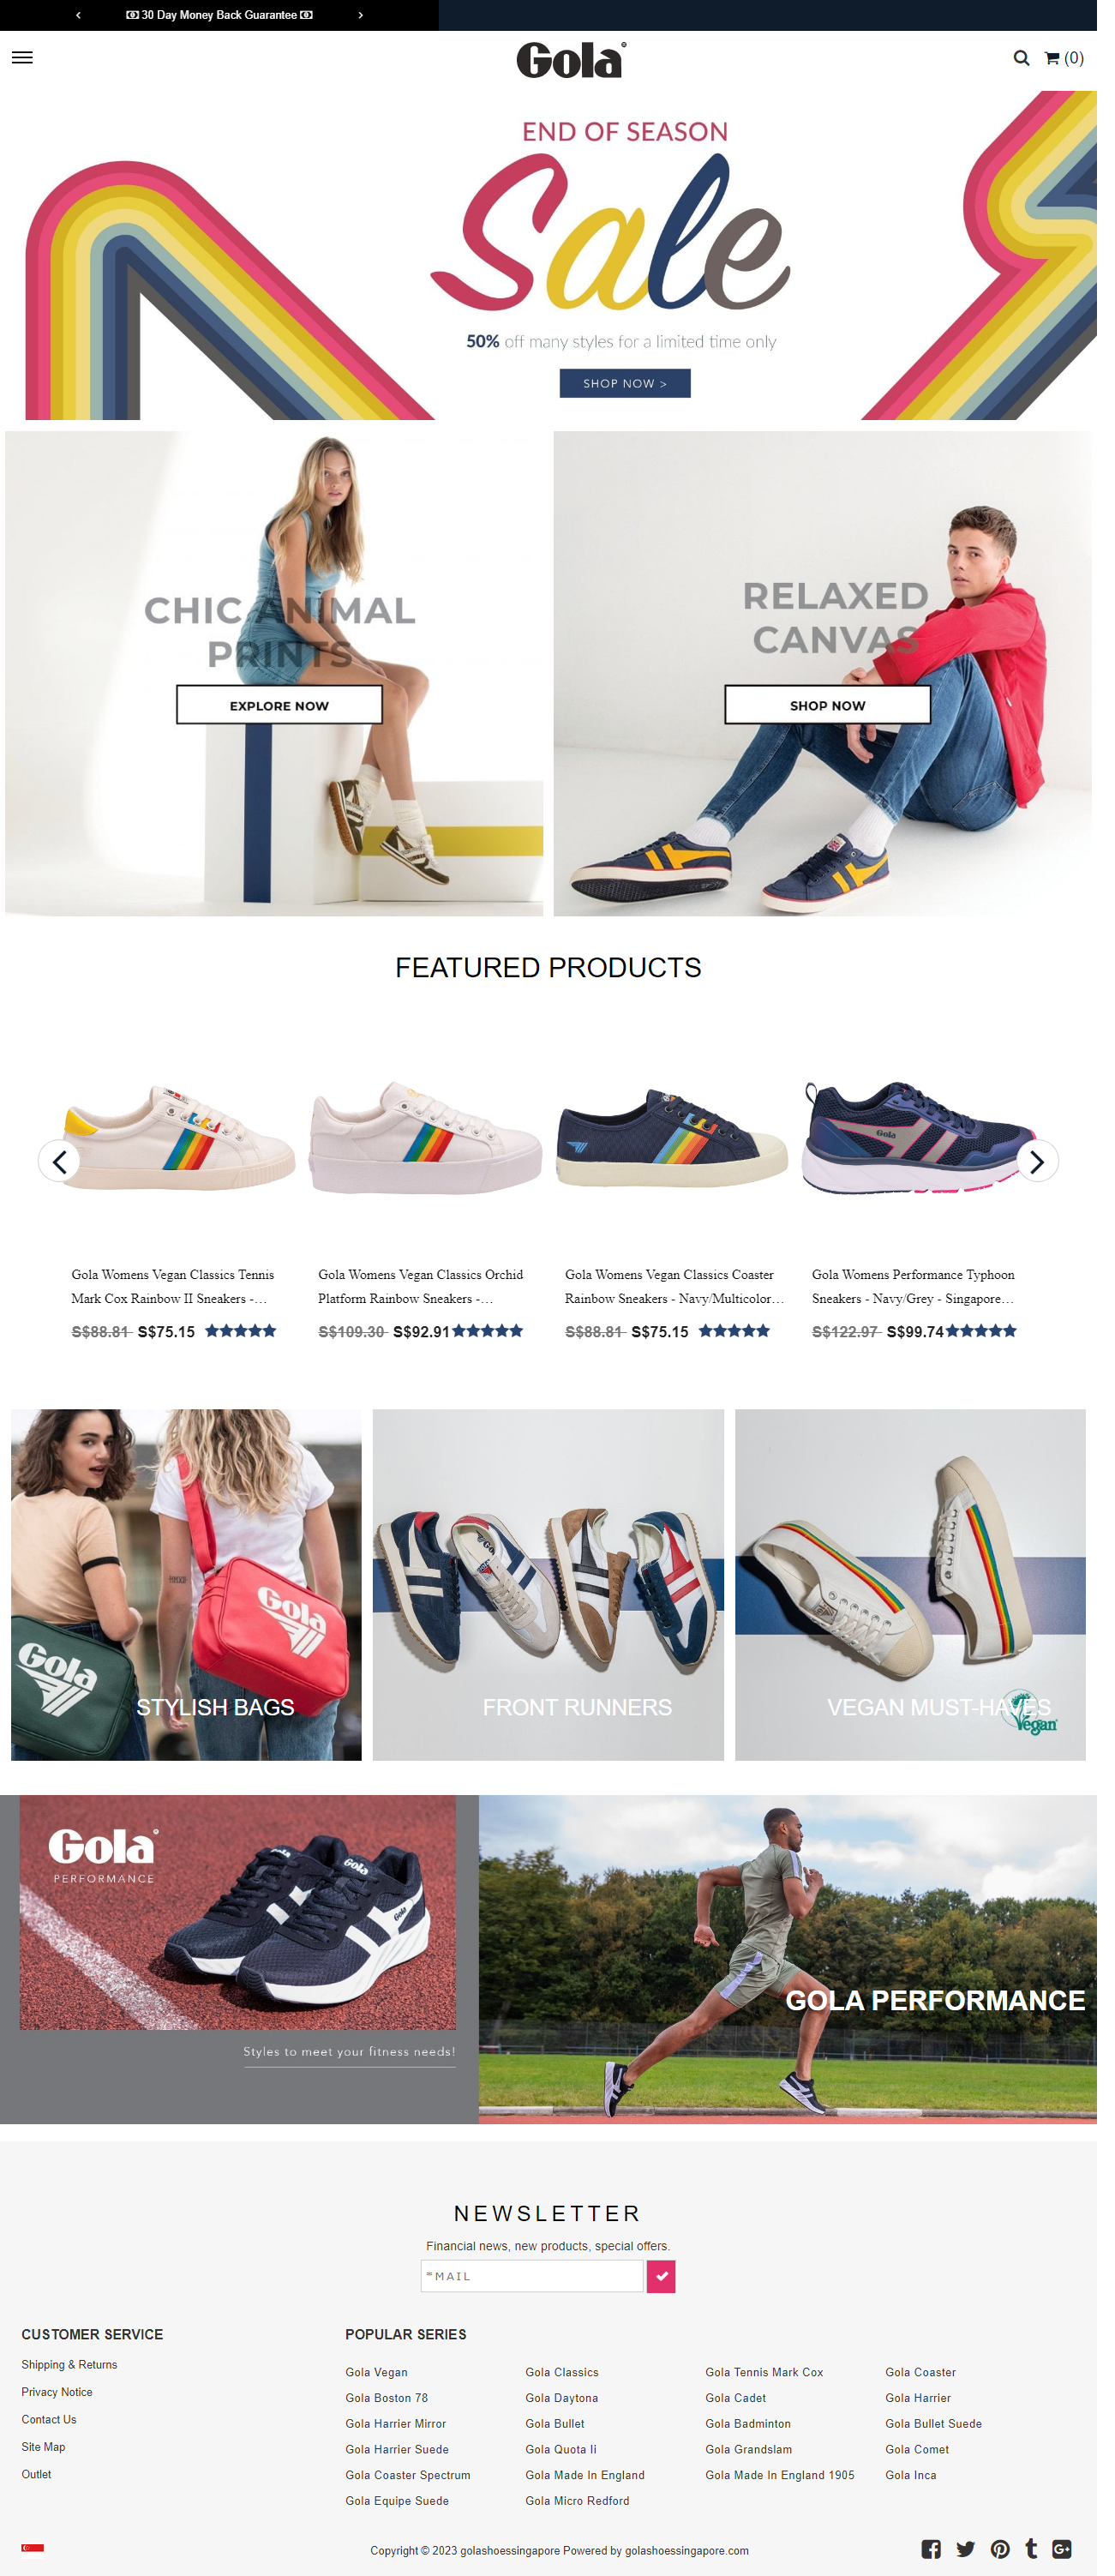 30 Day Money Back Guarantee
Gola
(0)
END OF SEASON
Sale
50% off many styles for a limited time only
SHOP NOW >
CHIC ANIMAL
PRINTS
EXPLORE NOW
RELAXED
CANVAS
SHOP NOW
FEATURED PRODUCTS
Gola
Gola Womens Vegan Classics Tennis
Mark Cox Rainbow II Sneakers -...
S$88.81 S$75.15
Gola Womens Vegan Classics Orchid
Platform Rainbow Sneakers -...
S$109.30 S$92.91
Gola Womens Vegan Classics Coaster
Rainbow Sneakers - Navy/Multicolor...
S$88.81 S$75.15
Gola Womens Performance Typhoon
Sneakers - Navy/Grey - Singapore...
S$122.97 S$99.74
Gola
Gola
STYLISH BAGS
FRONT RUNNERS
VEGAN MUST-HAVES
Vegan
Gola
PERFORMANCE
Gola
Gola
Styles to meet your fitness needs!
GOLA PERFORMANCE
NEWSLETTER
Financial news, new products, special offers.
*MAIL
CUSTOMER SERVICE
Shipping & Returns
Privacy Notice
Contact Us
Site Map
Outlet
POPULAR SERIES
Gola Vegan Gola Classics Gola Tennis Mark Cox Gola Coaster
Gola Boston 78 Gola Daytona Gola Cadet Gola Harrier
Gola Harrier Mirror Gola Bullet Gola Badminton Gola Bullet Suede
Gola Harrier Suede Gola Quota Ii Gola Grandslam Gola Comet
Gola Coaster Spectrum Gola Made In England Gola Made In England 1905 Gola Inca
Gola Equipe Suede Gola Micro Redford
Copyright © 2023 golashoessingapore Powered by golashoessingapore.com